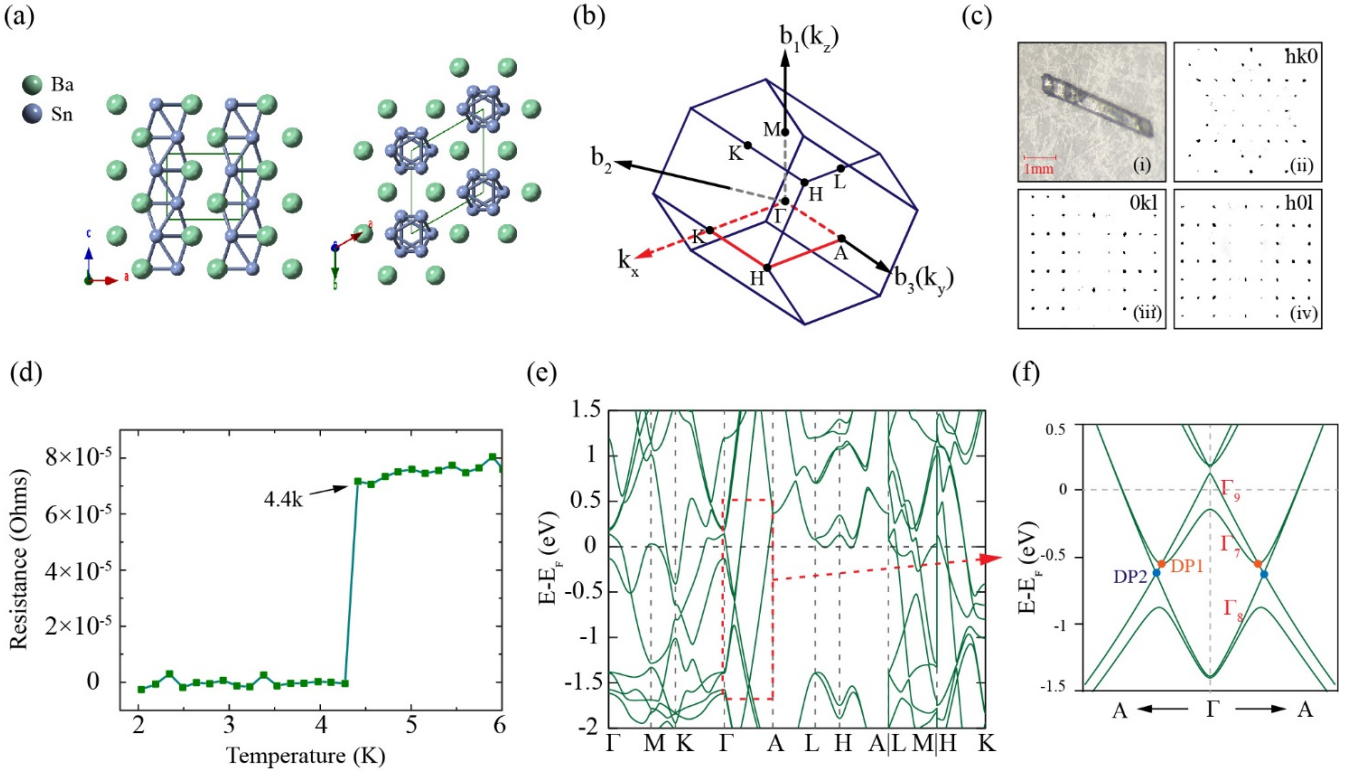 (a)
Ba
Sn
c
a
a
b
(b)
b₁(kz)
M
K
b₂
L
H
Γ
K
A
kx
H
b₃(ky)
(c)
1mm
(i)
hk0
(ii)
0kl
(iii)
h0l
(iv)
(d)
Resistance (Ohms)
8×10⁻⁵
6×10⁻⁵
4×10⁻⁵
2×10⁻⁵
0
4.4k
2 3 4 5 6
Temperature (K)
(e)
E-E_F (eV)
1.5
1
0.5
0
-0.5
-1
-1.5
-2
Γ M K Γ A L H A|L M|H K
(f)
E-E_F (eV)
0.5
0
-0.5
-1
-1.5
Γ₉
Γ₇
DP2 DP1
Γ₈
A Γ A